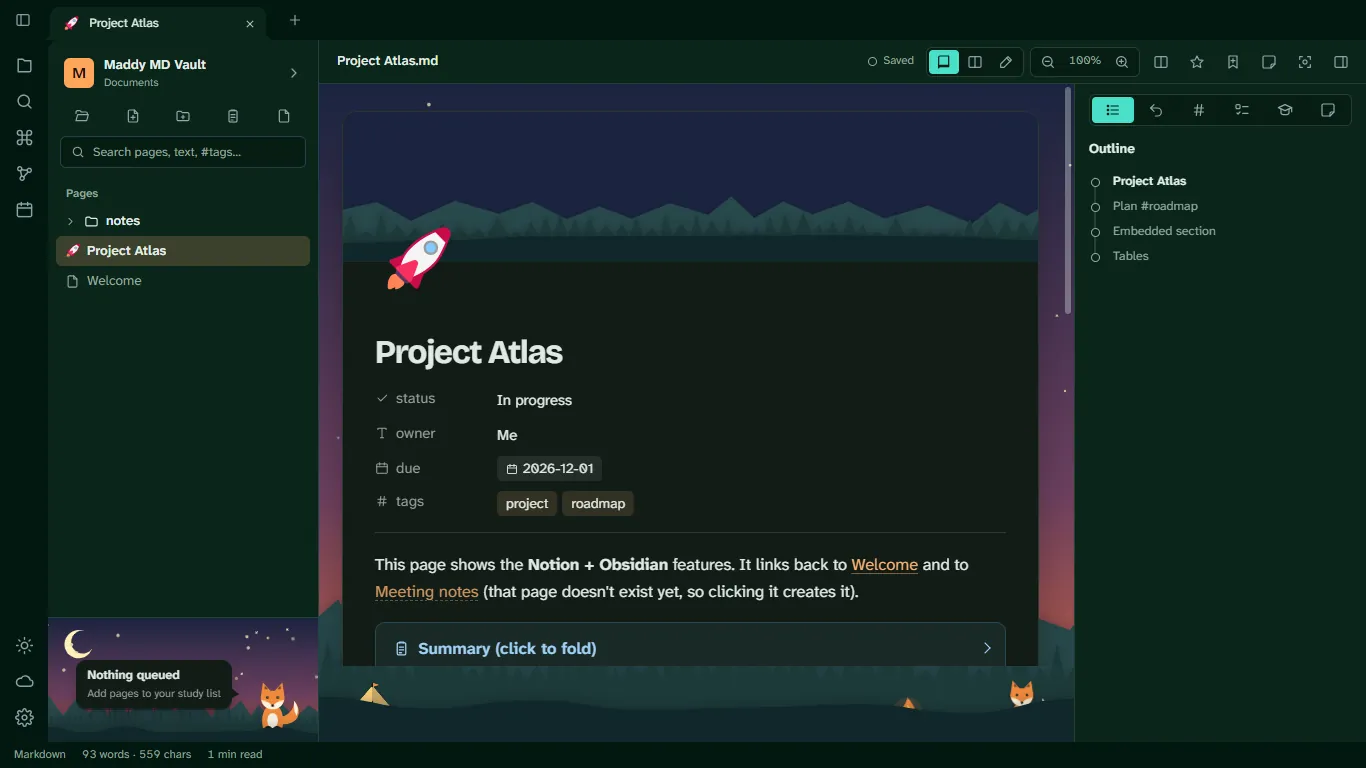 Project Atlas
M
Maddy MD Vault
Documents
Search pages, text, #tags...
Pages
notes
Project Atlas
Welcome
Nothing queued
Add pages to your study list
Project Atlas.md
Saved
100%
Project Atlas
status In progress
owner Me
due 2026-12-01
# tags project roadmap
This page shows the Notion + Obsidian features. It links back to Welcome and to
Meeting notes (that page doesn't exist yet, so clicking it creates it).
Summary (click to fold)
Outline
Project Atlas
Plan #roadmap
Embedded section
Tables
Markdown 93 words · 559 chars 1 min read